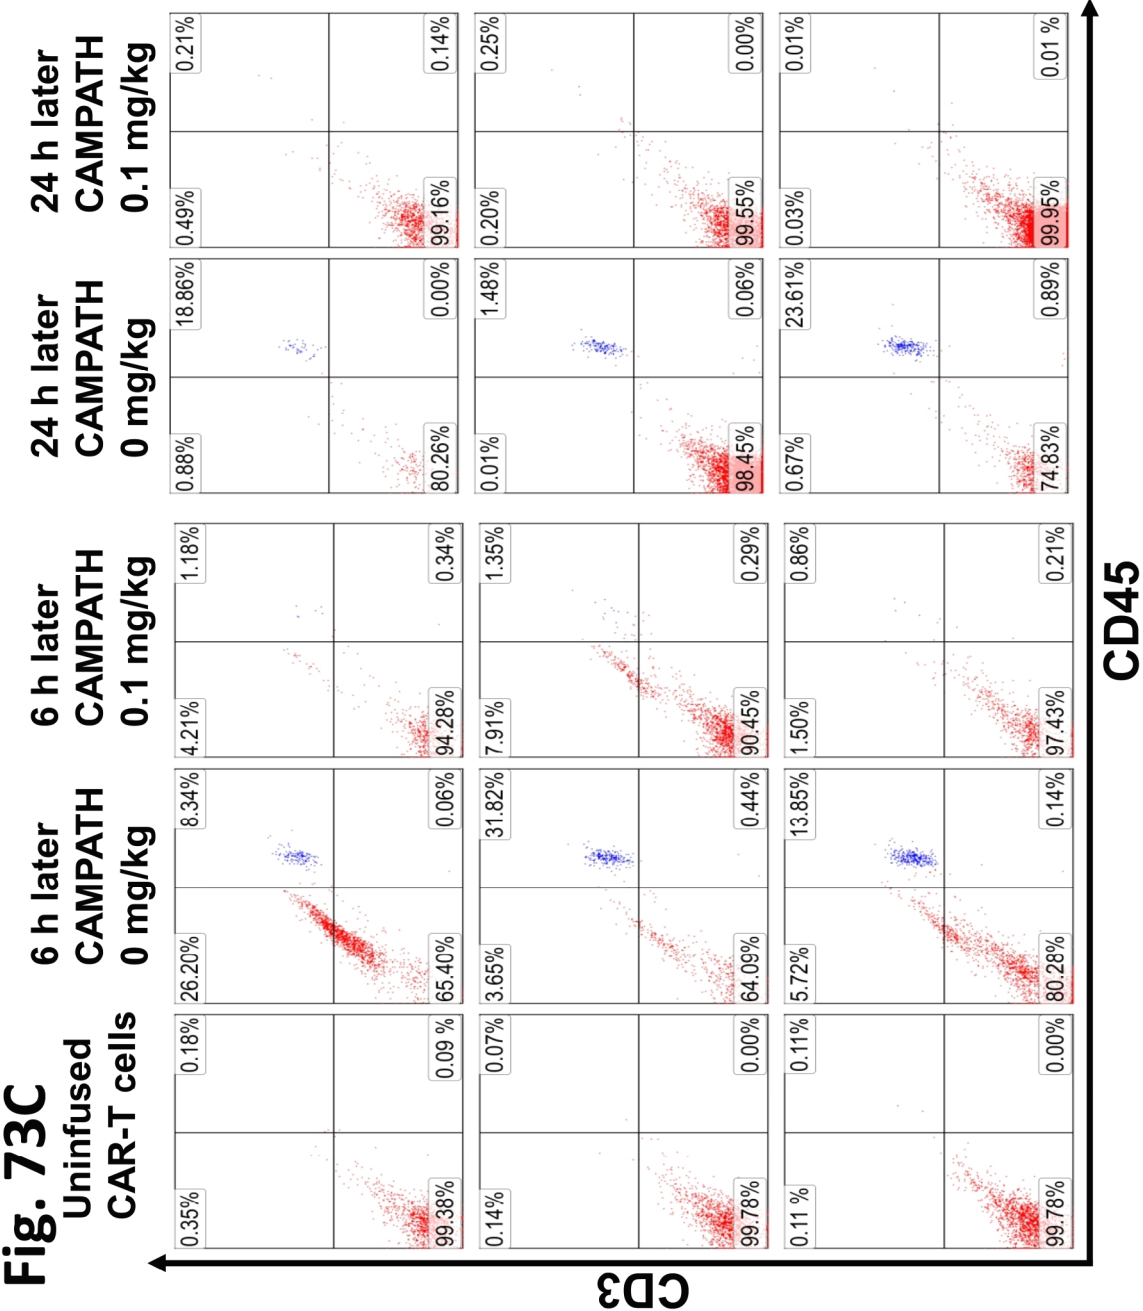 Fig. 73C
Uninfused
CAR-T cells
6 h later
CAMPATH
0 mg/kg
6 h later
CAMPATH
0.1 mg/kg
24 h later
CAMPATH
0 mg/kg
24 h later
CAMPATH
0.1 mg/kg
0.35% 0.18% 26.20% 8.34% 4.21% 1.18% 0.88% 18.86% 0.49% 0.21%
99.38% 0.09 % 65.40% 0.06% 94.28% 0.34% 80.26% 0.00% 99.16% 0.14%
0.14% 0.07% 3.65% 31.82% 7.91% 1.35% 0.01% 1.48% 0.20% 0.25%
99.78% 0.00% 64.09% 0.44% 90.45% 0.29% 98.45% 0.06% 99.55% 0.00%
0.11 % 0.11% 5.72% 13.85% 1.50% 0.86% 0.67% 23.61% 0.03% 0.01%
99.78% 0.00% 80.28% 0.14% 97.43% 0.21% 74.83% 0.89% 99.95% 0.01 %
CD3
CD45